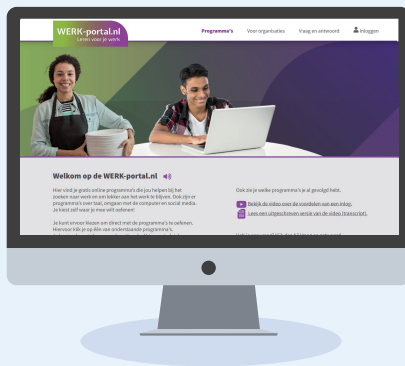 WERK-portal.nl
Leren voor je werk
Programma's
Voor organisaties
Vraag en antwoord
Inloggen
Welkom op de WERK-portal.nl
Hier vind je gratis online programma's die jou helpen bij het
zoeken naar werk en om lekker aan het werk te blijven. Ook zijn er
programma's over taal, omgaan met de computer en social media.
Je kiest zelf waar je mee wilt oefenen!
Je kunt ervoor kiezen om direct met de programma's te oefenen.
Hiervoor klik je op één van onderstaande programma's.
Ook zie je welke programma's je al gevolgd hebt.
Bekijk de video over de voordelen van een inlog.
Lees een uitgeschreven versie van de video (transcript).